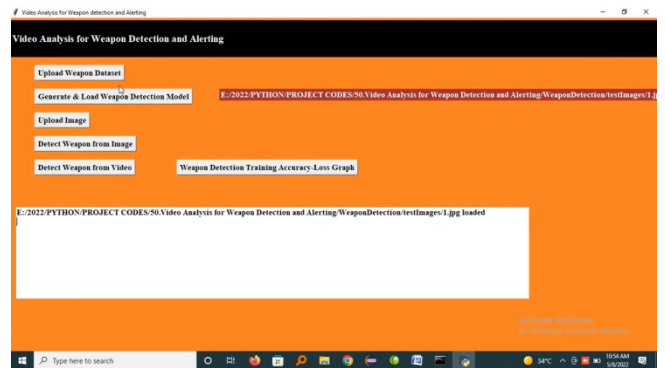 Video Analysis for Weapon detection and Alerting
Video Analysis for Weapon Detection and Alerting
Upload Weapon Dataset
Generate & Load Weapon Detection Model
E:/2022/PYTHON/PROJECT CODES/50.Video Analysis for Weapon Detection and Alerting/WeaponDetection/testImages/1.jp
Upload Image
Detect Weapon from Image
Detect Weapon from Video
Weapon Detection Training Accuracy-Loss Graph
E:/2022/PYTHON/PROJECT CODES/50.Video Analysis for Weapon Detection and Alerting/WeaponDetection/testImages/1.jpg loaded
Type here to search
34°C
10:54 AM
5/8/2022